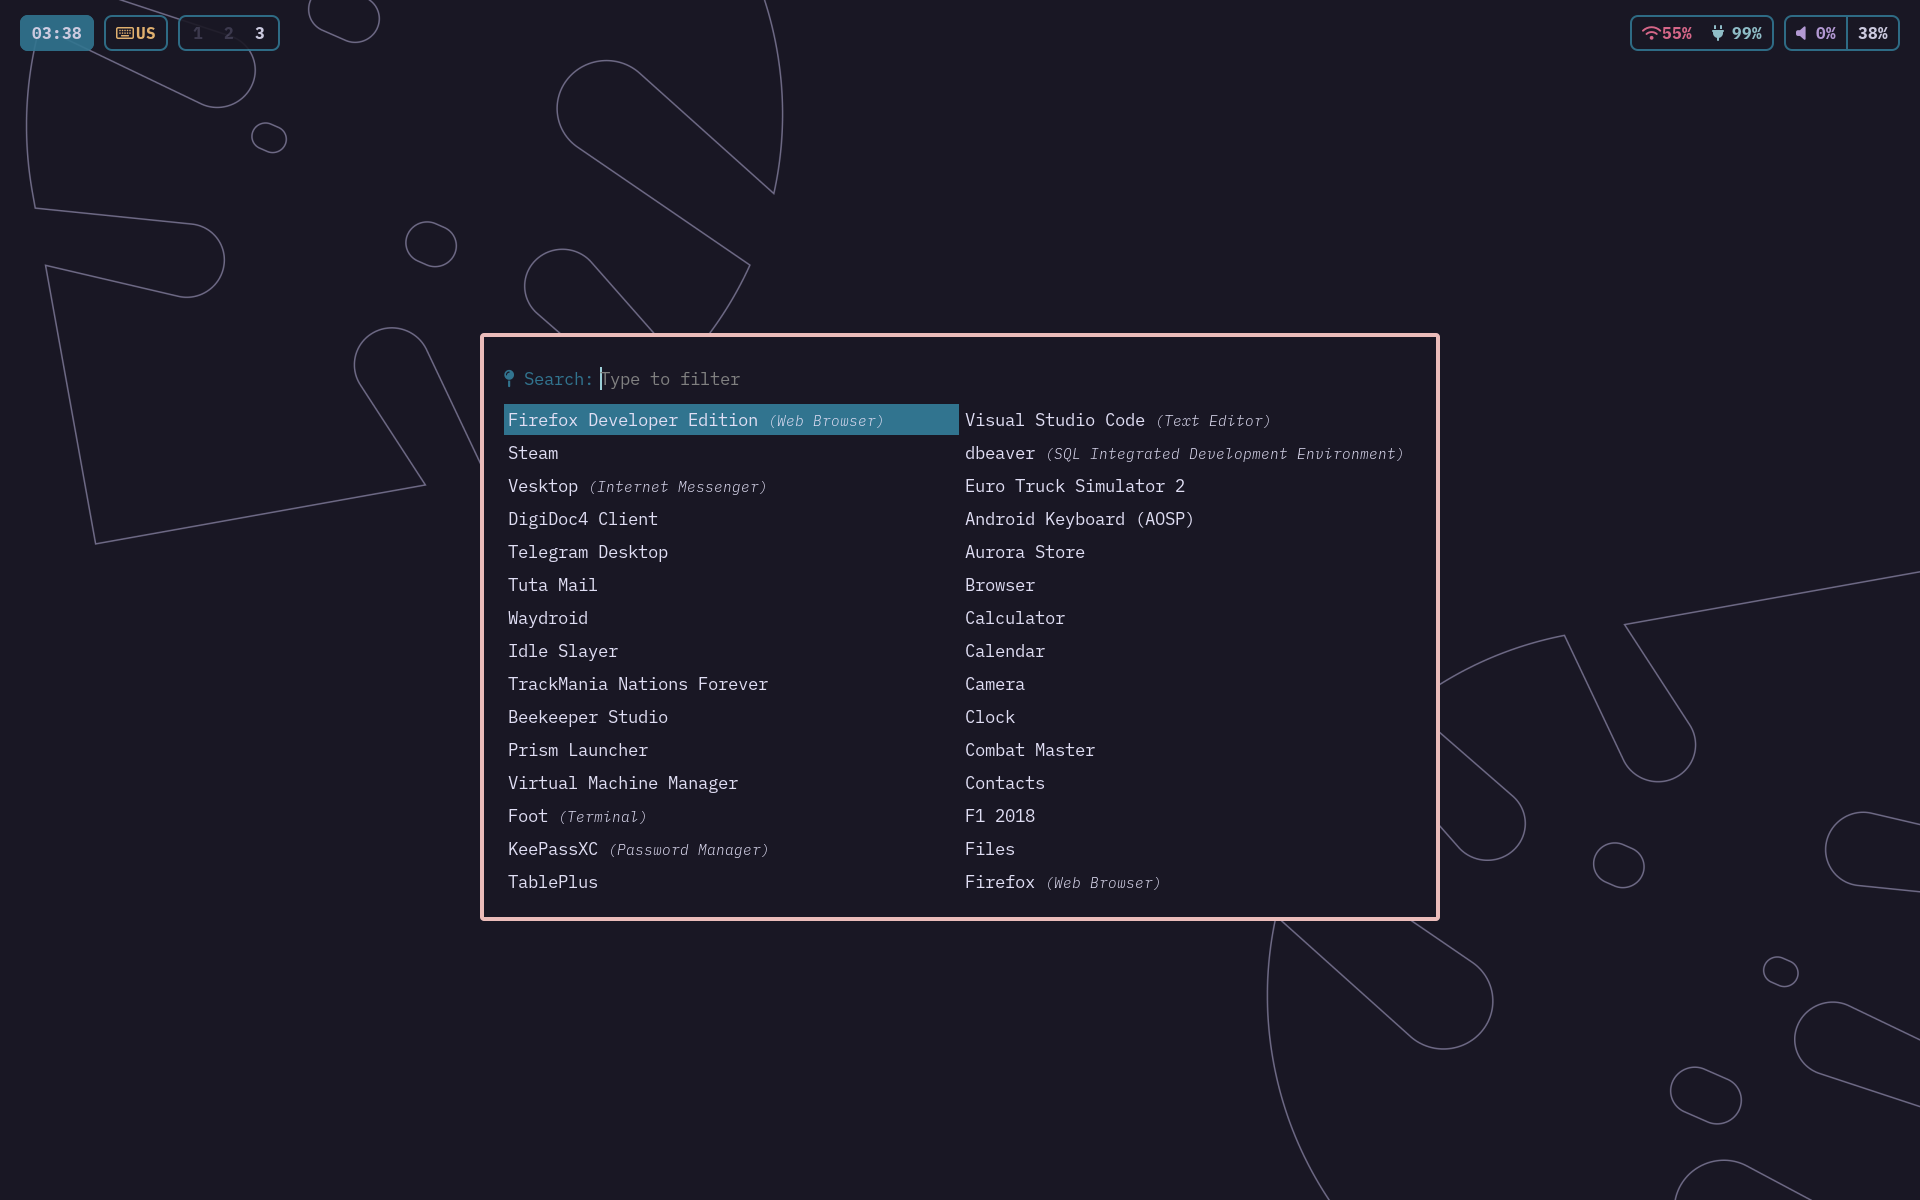 03:38 US 1 2 3 55% 99% 0% 38%
Search: Type to filter
Firefox Developer Edition (Web Browser)
Steam
Vesktop (Internet Messenger)
DigiDoc4 Client
Telegram Desktop
Tuta Mail
Waydroid
Idle Slayer
TrackMania Nations Forever
Beekeeper Studio
Prism Launcher
Virtual Machine Manager
Foot (Terminal)
KeePassXC (Password Manager)
TablePlus
Visual Studio Code (Text Editor)
dbeaver (SQL Integrated Development Environment)
Euro Truck Simulator 2
Android Keyboard (AOSP)
Aurora Store
Browser
Calculator
Calendar
Camera
Clock
Combat Master
Contacts
F1 2018
Files
Firefox (Web Browser)